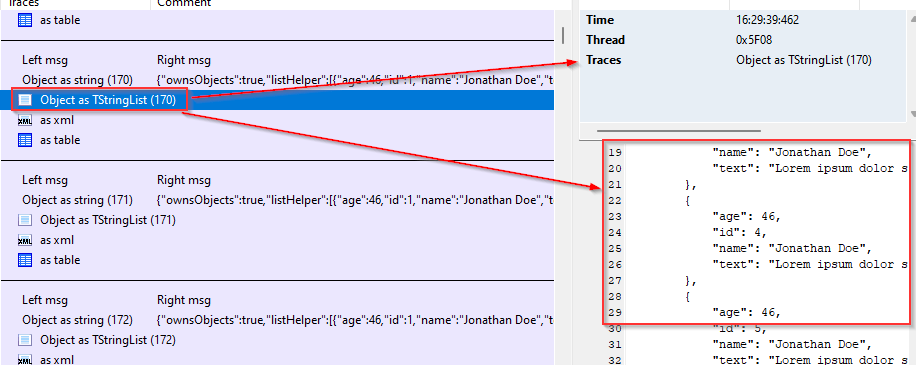 Traces Comment
as table
Left msg Right msg
Object as string (170) {"ownsObjects":true,"listHelper":[{"age":46,"id":1,"name":"Jonathan Doe","t
Object as TStringList (170)
as xml
as table
Left msg Right msg
Object as string (171) {"ownsObjects":true,"listHelper":[{"age":46,"id":1,"name":"Jonathan Doe","t
Object as TStringList (171)
as xml
as table
Left msg Right msg
Object as string (172) {"ownsObjects":true,"listHelper":[{"age":46,"id":1,"name":"Jonathan Doe","t
Object as TStringList (172)
as xml
Time 16:29:39:462
Thread 0x5F08
Traces Object as TStringList (170)
19 "name": "Jonathan Doe",
20 "text": "Lorem ipsum dolor s
21 },
22 {
23 "age": 46,
24 "id": 4,
25 "name": "Jonathan Doe",
26 "text": "Lorem ipsum dolor s
27 },
28 {
29 "age": 46,
30 "id": 5,
31 "name": "Jonathan Doe",
32 "text": "Lorem ipsum dolor s